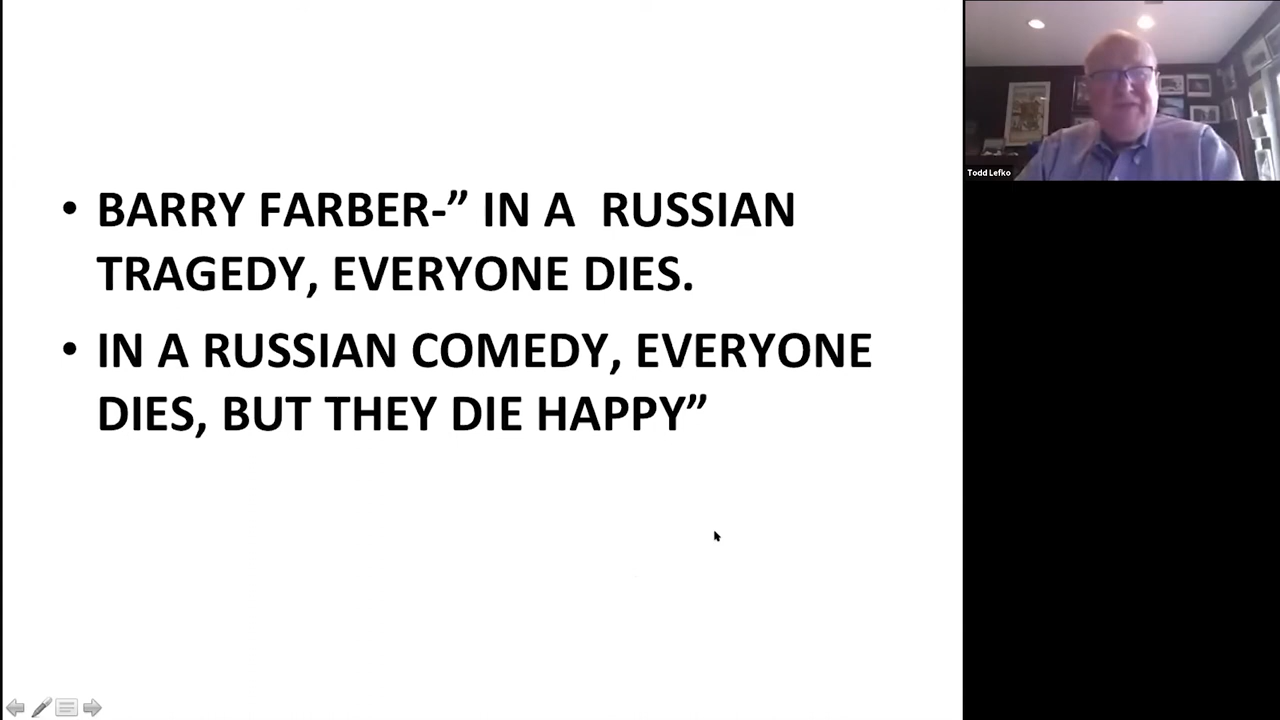 • BARRY FARBER-” IN A  RUSSIAN
TRAGEDY, EVERYONE DIES.
• IN A RUSSIAN COMEDY, EVERYONE
DIES, BUT THEY DIE HAPPY”
Todd Lefko